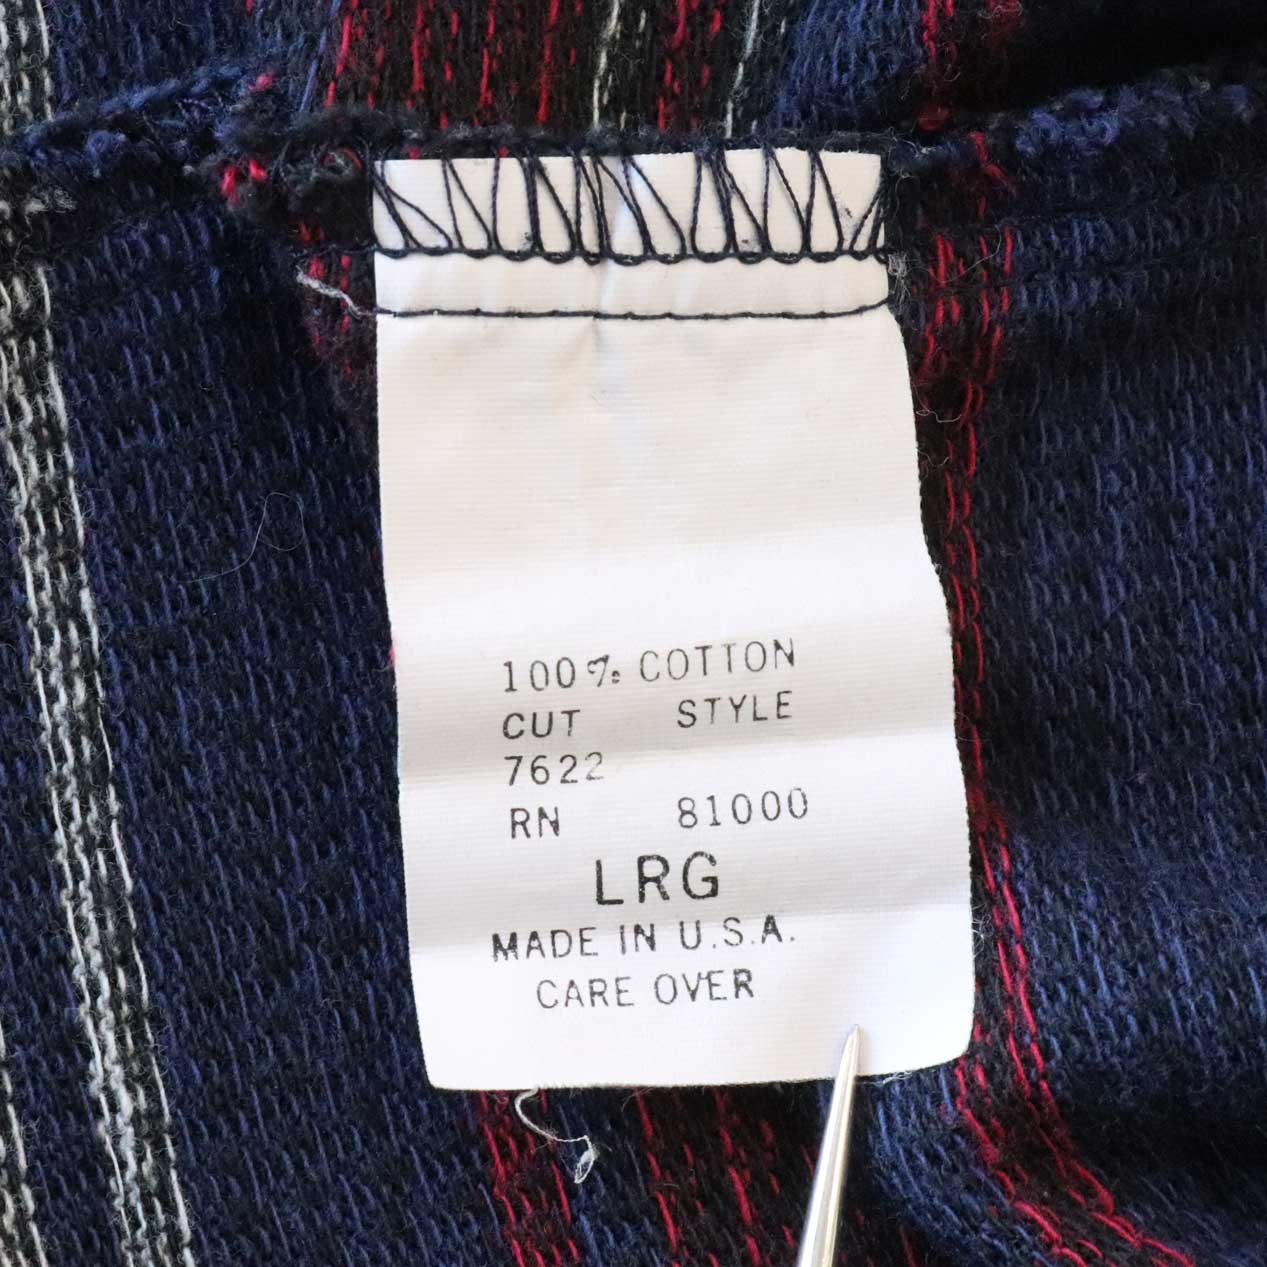 100% COTTON
CUT STYLE
7622
RN 81000
LRG
MADE IN U.S.A.
CARE OVER